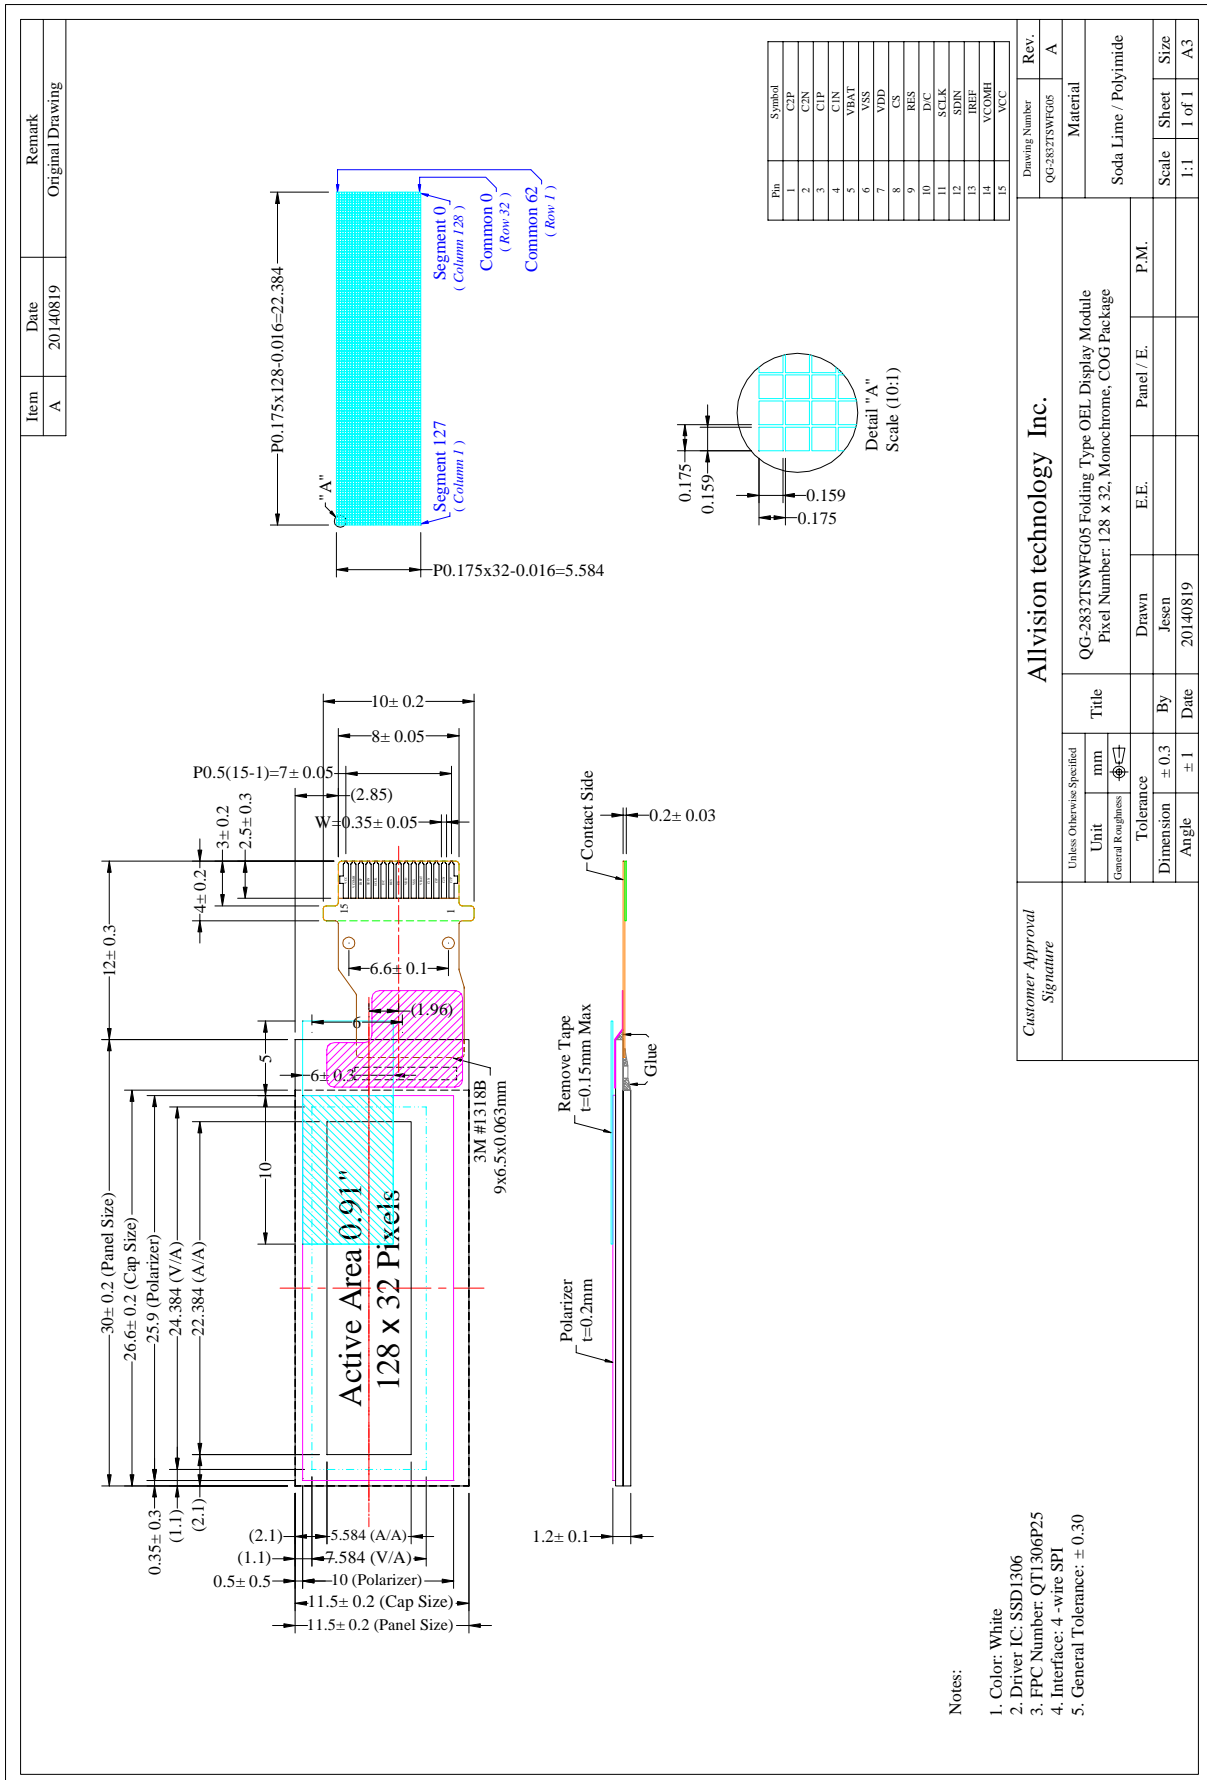 Item Date Remark
A 20140819 Original Drawing
30± 0.2 (Panel Size)
12± 0.3
26.6± 0.2 (Cap Size)
25.9 (Polarizer)
24.384 (V/A)
22.384 (A/A)
0.35± 0.3
(1.1)
(2.1)
10
5
4± 0.2
3± 0.2
2.5± 0.3
6
6± 0.3
(2.1)
(1.1)
0.5± 0.5
5.584 (A/A)
7.584 (V/A)
10 (Polarizer)
11.5± 0.2 (Cap Size)
11.5± 0.2 (Panel Size)
Active Area 0.91"
128 x 32 Pixels
3M #1318B
9x6.5x0.063mm
(1.96)
6.6± 0.1
15
1
W=0.35± 0.05
(2.85)
P0.5(15-1)=7± 0.05
8± 0.05
10± 0.2
P0.175x128-0.016=22.384
"A"
P0.175x32-0.016=5.584
Segment 127
( Column 1 )
Segment 0
( Column 128 )
Common 0
( Row 32 )
Common 62
( Row 1 )
1.2± 0.1
Polarizer
t=0.2mm
Remove Tape
t=0.15mm Max
Glue
Contact Side
0.2± 0.03
0.175
0.159
0.159
0.175
Detail "A"
Scale (10:1)
Pin Symbol
1 C2P
2 C2N
3 C1P
4 C1N
5 VBAT
6 VSS
7 VDD
8 CS
9 RES
10 D/C
11 SCLK
12 SDIN
13 IREF
14 VCOMH
15 VCC
Notes:
1. Color: White
2. Driver IC: SSD1306
3. FPC Number: QT1306P25
4. Interface: 4 -wire SPI
5. General Tolerance: ± 0.30
Customer Approval
Signature
Allvision technology Inc.
Drawing Number Rev.
QG-2832TSWFG05 A
Unless Otherwise Specified
Unit mm
General Roughness
Tolerance
Dimension ± 0.3
Angle ± 1
Title
QG-2832TSWFG05 Folding Type OEL Display Module
Pixel Number: 128 x 32, Monochrome, COG Package
Material
Soda Lime / Polyimide
Drawn E.E. Panel / E. P.M.
By Jesen
Date 20140819
Scale Sheet Size
1:1 1 of 1 A3